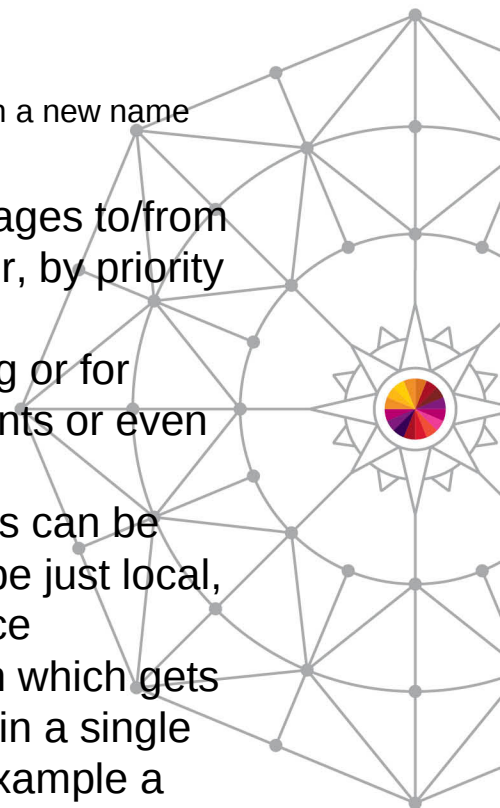 a new name
ages to/from
r, by priority
g or for
nts or even
s can be
be just local,
ce
which gets
in a single
xample a